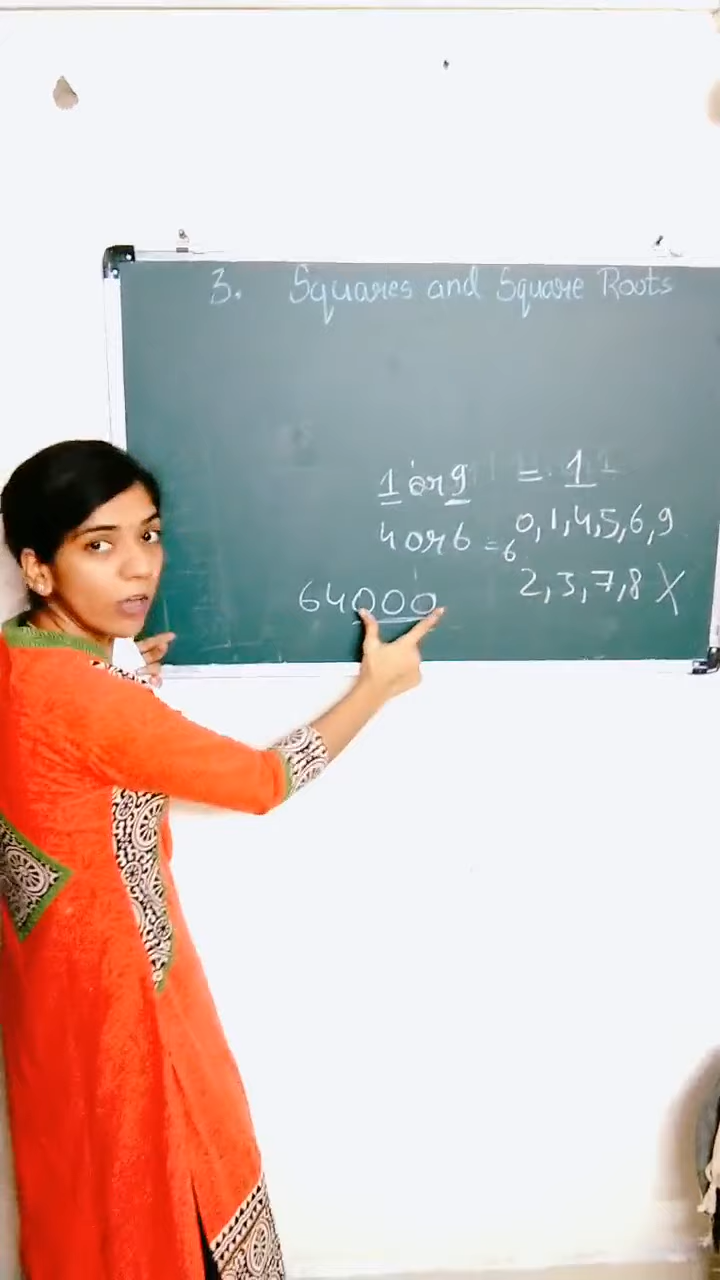 3. Squares and Square Roots
1 or 9 = 1
4 or 6 = 6
0,1,4,5,6,9
2,3,7,8 X
64000